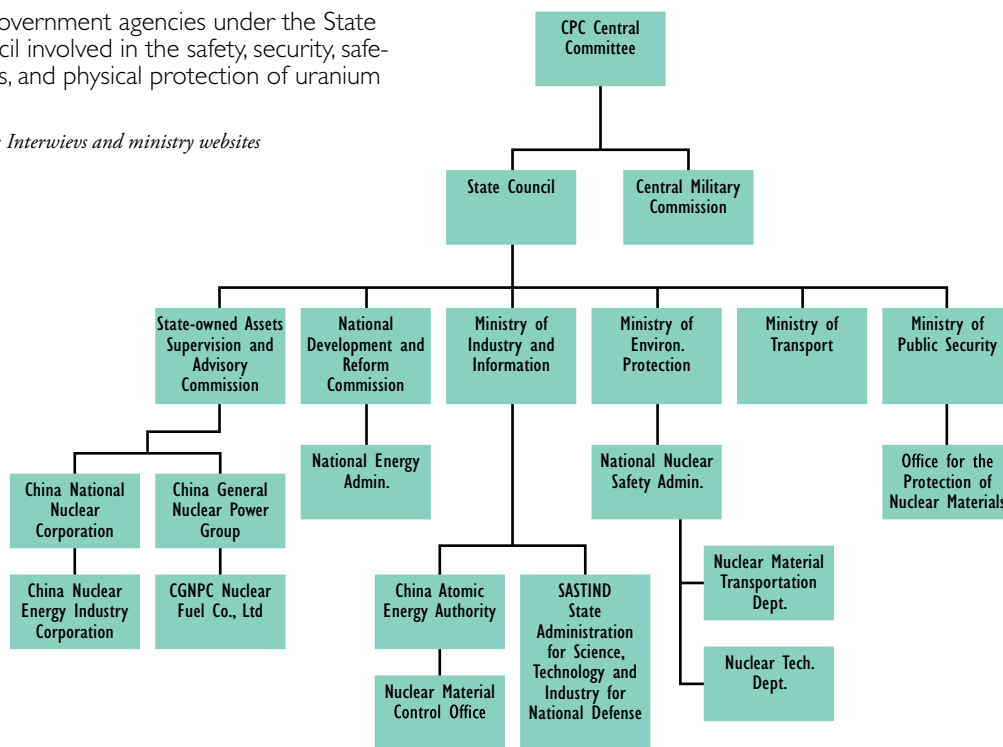 overnment agencies under the State
cil involved in the safety, security, safe-
s, and physical protection of uranium
: Interwievs and ministry websites
CPC Central
Committee
State Council
Central Military
Commission
State-owned Assets
Supervision and
Advisory
Commission
National
Development and
Reform
Commission
Ministry of
Industry and
Information
Ministry of
Environ.
Protection
Ministry of
Transport
Ministry of
Public Security
National Energy
Admin.
National Nuclear
Safety Admin.
Office for the
Protection of
Nuclear Materials
China National
Nuclear
Corporation
China General
Nuclear Power
Group
China Nuclear
Energy Industry
Corporation
CGNPC Nuclear
Fuel Co., Ltd
China Atomic
Energy Authority
SASTIND
State
Administration
for Science,
Technology and
Industry for
National Defense
Nuclear Material
Transportation
Dept.
Nuclear Material
Control Office
Nuclear Tech.
Dept.